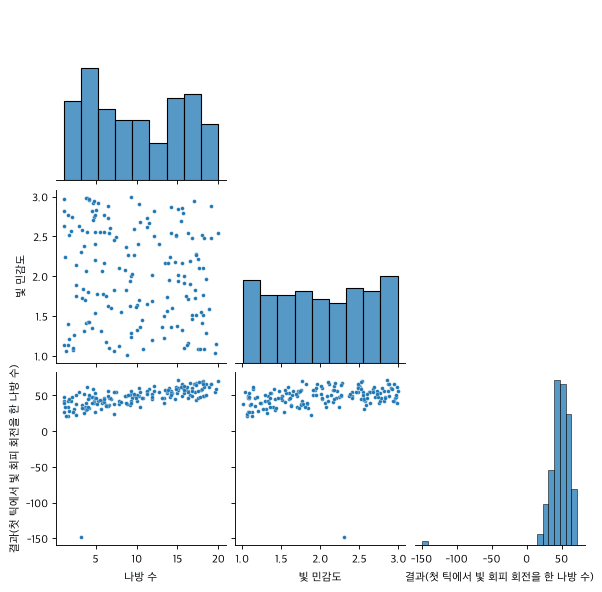 3.0
2.5
2.0
1.5
1.0
빛 민감도
50
0
-50
-100
-150
결과(첫 틱에서 빛 회피 회전을 한 나방 수)
5 10 15 20
나방 수
1.0 1.5 2.0 2.5 3.0
빛 민감도
-150 -100 -50 0 50
결과(첫 틱에서 빛 회피 회전을 한 나방 수)